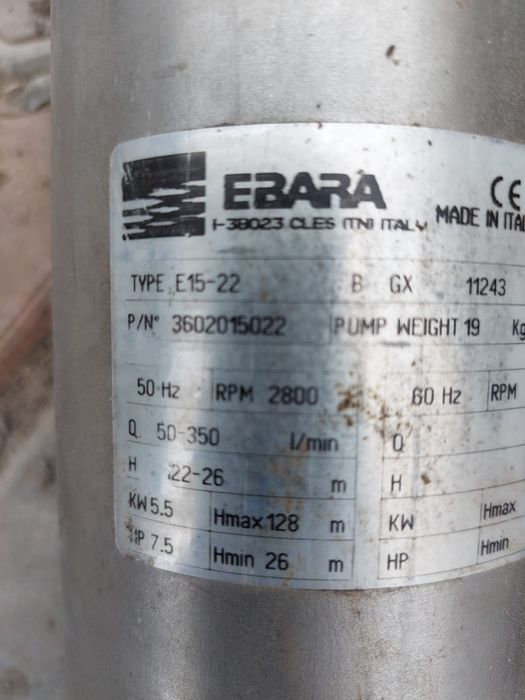 EBARA
I-38023 CLES (TN) ITALY
CE
MADE IN ITAL
TYPE E15-22 B GX 11243
P/N° 3602015022 PUMP WEIGHT 19 Kg
50 Hz RPM 2800 60 Hz RPM
Q 50-350 l/min Q
H 22-26 m H
KW 5.5 Hmax 128 m KW Hmax
HP 7.5 Hmin 26 m HP Hmin